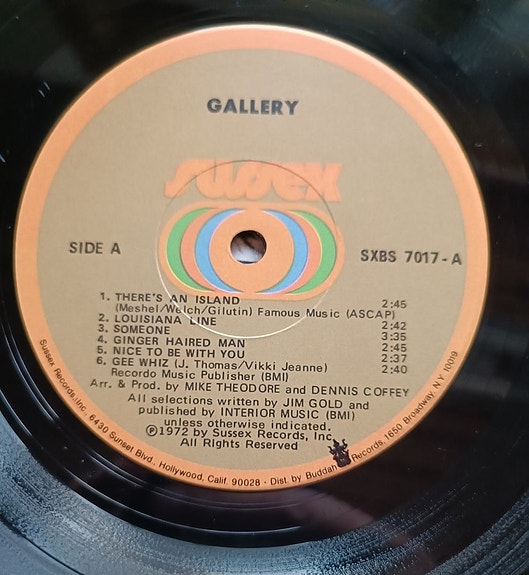 GALLERY
SUSSEX
SIDE A
SXBS 7017-A
1. THERE'S AN ISLAND 2:45
(Meshel/Welch/Gilutin) Famous Music (ASCAP)
2. LOUISIANA LINE 2:42
3. SOMEONE 3:35
4. GINGER HAIRED MAN 2:45
5. NICE TO BE WITH YOU 2:37
6. GEE WHIZ (J. Thomas/Vikki Jeanne) 2:40
Recordo Music Publisher (BMI)
Arr. & Prod. by MIKE THEODORE and DENNIS COFFEY
All selections written by JIM GOLD and
published by INTERIOR MUSIC (BMI)
unless otherwise indicated.
Ⓟ1972 by Sussex Records, Inc.
All Rights Reserved
Sussex Records, Inc., 6430 Sunset Blvd., Hollywood, Calif. 90028 · Dist. by Buddah Records, 1650 Broadway, N.Y. 10019